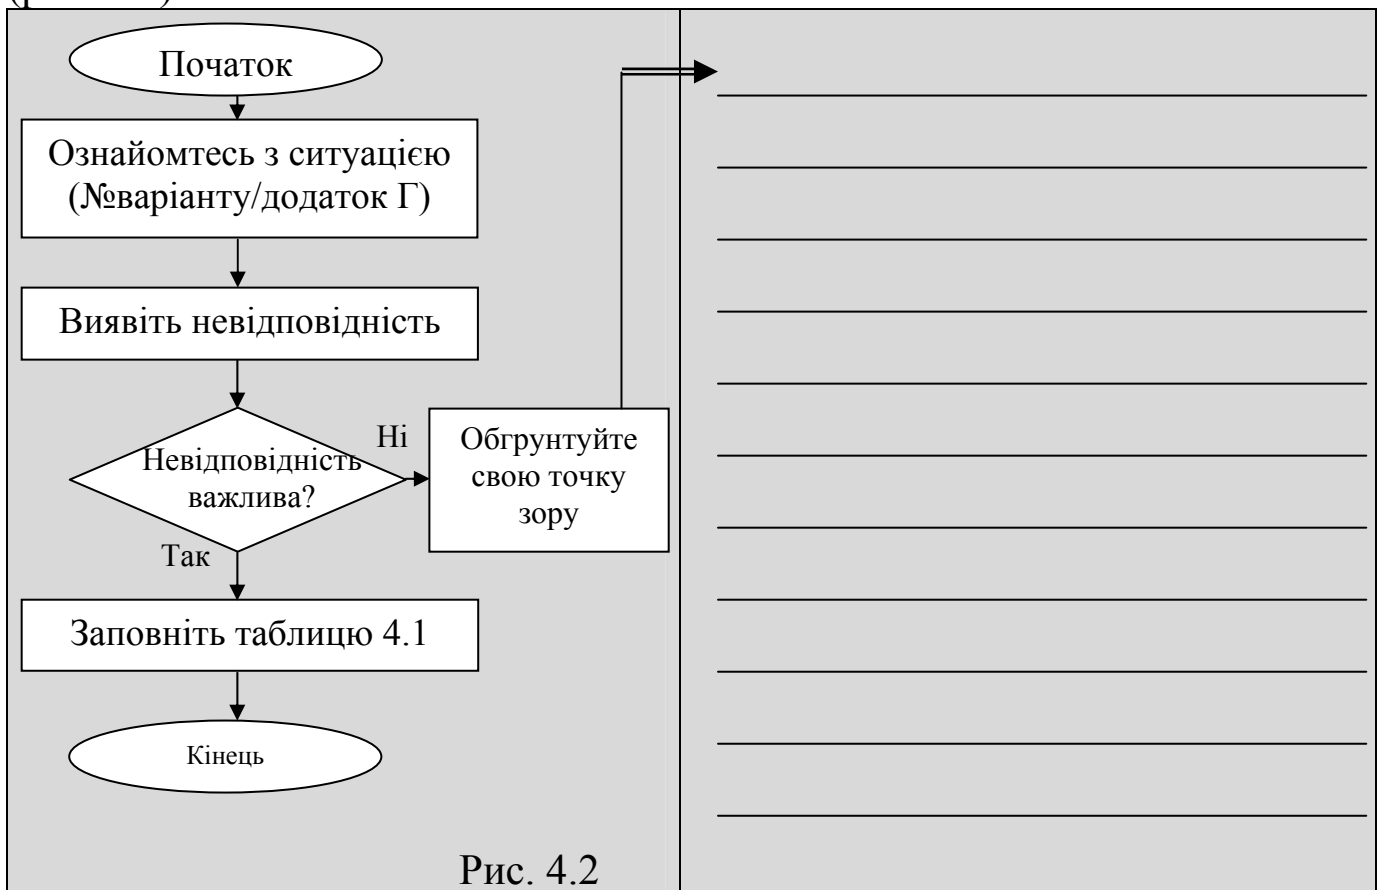 Початок
Ознайомтесь з ситуацією
(№варіанту/додаток Г)
Виявіть невідповідність
Невідповідність
важлива?
Ні
Обгрунтуйте
свою точку
зору
Так
Заповніть таблицю 4.1
Кінець
Рис. 4.2